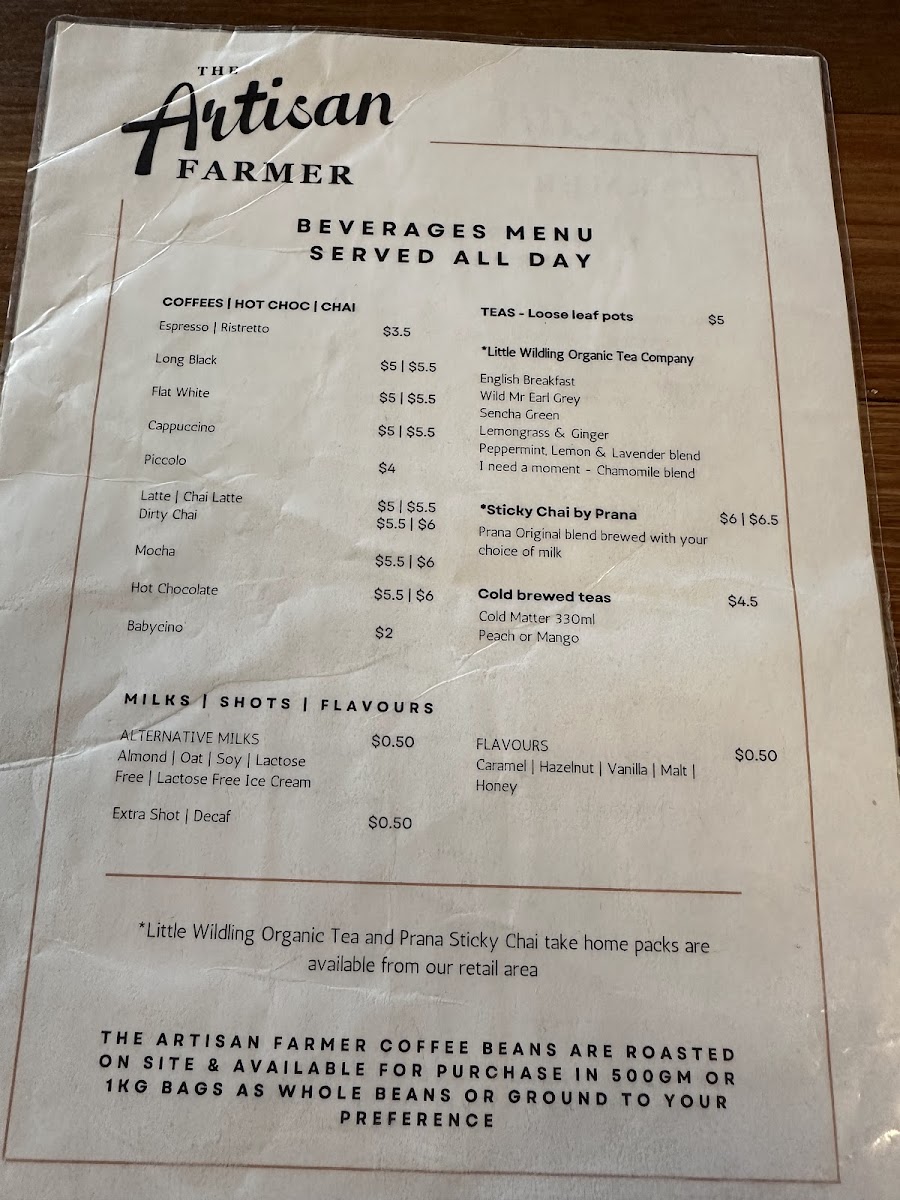 THE
Artisan
FARMER
BEVERAGES MENU
SERVED ALL DAY
COFFEES | HOT CHOC | CHAI
Espresso | Ristretto $3.5
Long Black $5 | $5.5
Flat White $5 | $5.5
Cappuccino $5 | $5.5
Piccolo $4
Latte | Chai Latte $5 | $5.5
Dirty Chai $5.5 | $6
Mocha $5.5 | $6
Hot Chocolate $5.5 | $6
Babycino $2
TEAS - Loose leaf pots $5
*Little Wildling Organic Tea Company
English Breakfast
Wild Mr Earl Grey
Sencha Green
Lemongrass & Ginger
Peppermint, Lemon & Lavender blend
I need a moment - Chamomile blend
*Sticky Chai by Prana $6 | $6.5
Prana Original blend brewed with your
choice of milk
Cold brewed teas $4.5
Cold Matter 330ml
Peach or Mango
MILKS | SHOTS | FLAVOURS
ALTERNATIVE MILKS $0.50
Almond | Oat | Soy | Lactose
Free | Lactose Free Ice Cream
Extra Shot | Decaf $0.50
FLAVOURS $0.50
Caramel | Hazelnut | Vanilla | Malt |
Honey
*Little Wildling Organic Tea and Prana Sticky Chai take home packs are
available from our retail area
THE ARTISAN FARMER COFFEE BEANS ARE ROASTED
ON SITE & AVAILABLE FOR PURCHASE IN 500GM OR
1KG BAGS AS WHOLE BEANS OR GROUND TO YOUR
PREFERENCE